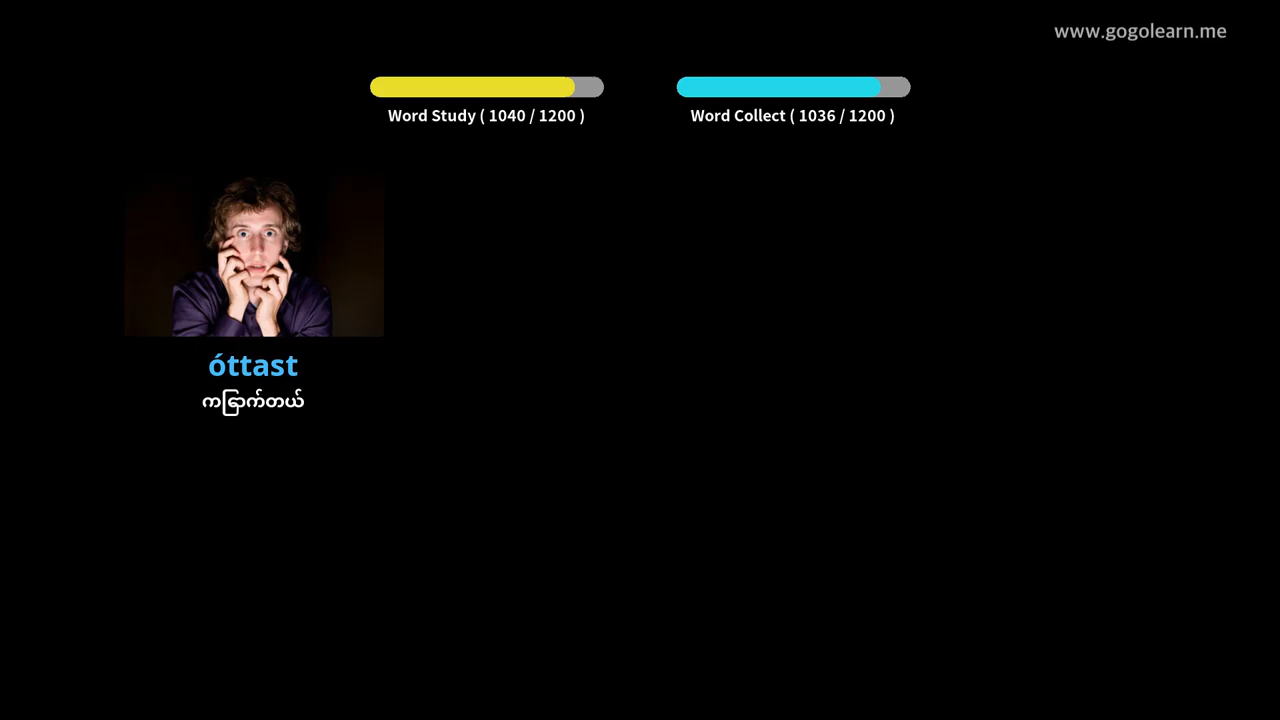 www.gogolearn.me
Word Study ( 1040 / 1200 )
Word Collect ( 1036 / 1200 )
óttast
ကြောက်တယ်